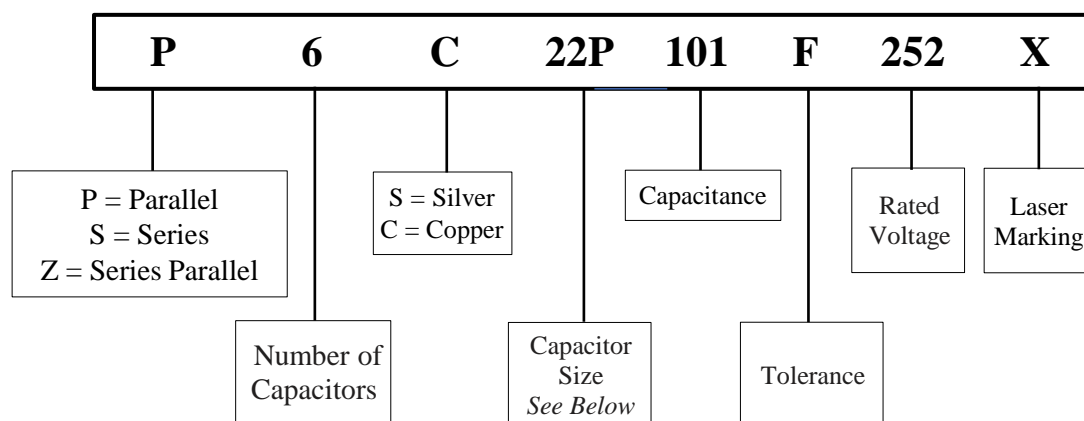 P 6 C 22P 101 F 252 X
P = Parallel
S = Series
Z = Series Parallel
S = Silver
C = Copper
Capacitance
Rated
Voltage
Laser
Marking
Number of
Capacitors
Capacitor
Size
See Below
Tolerance